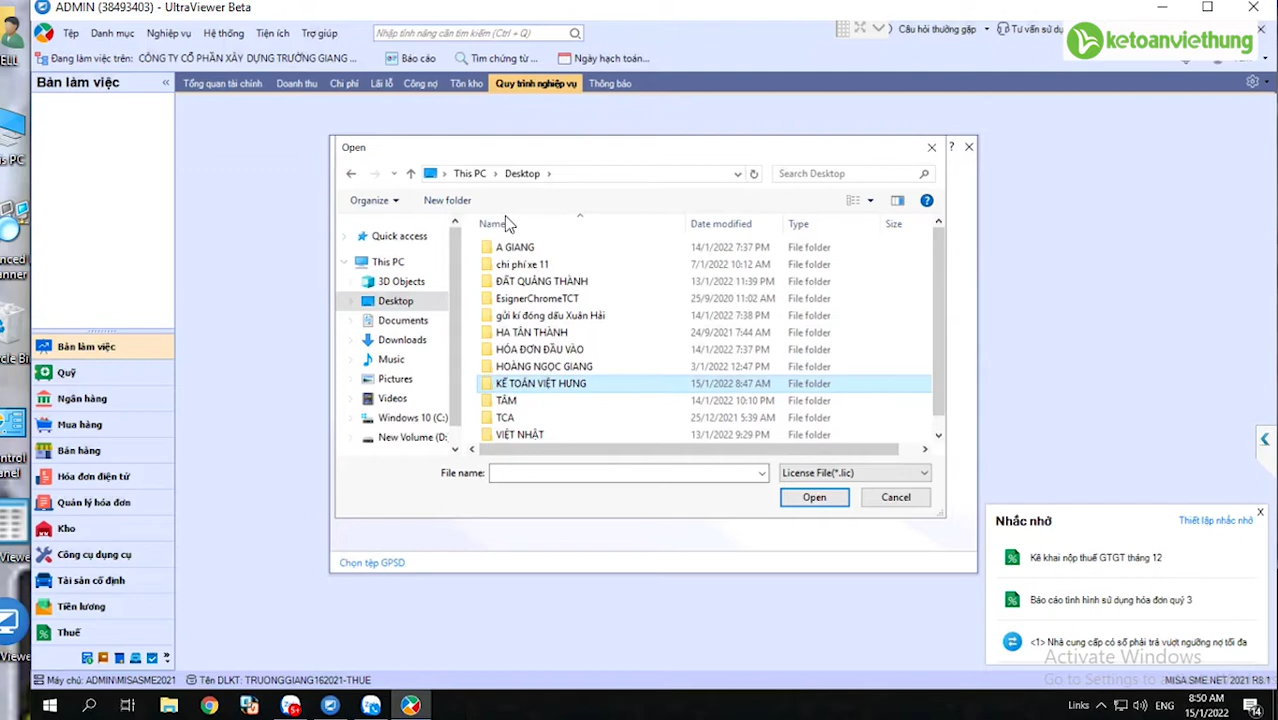 ADMIN (38493403) - UltraViewer Beta
Tệp Danh mục Nghiệp vụ Hệ thống Tiện ích Trợ giúp Nhập tính năng cần tìm kiếm (Ctrl + Q) Câu hỏi thường gặp Tư vấn sử dụ
ketoanviethung
Đang làm việc trên: CÔNG TY CỔ PHẦN XÂY DỰNG TRƯỜNG GIANG ... Báo cáo Tìm chứng từ ... Ngày hạch toán...
Bàn làm việc « Tổng quan tài chính Doanh thu Chi phí Lãi lỗ Công nợ Tồn kho Quy trình nghiệp vụ Thông báo
Open
This PC Desktop Search Desktop
Organize New folder
Name Date modified Type Size
Quick access
This PC
3D Objects
Desktop
Documents
Downloads
Music
Pictures
Videos
Windows 10 (C:)
New Volume (D:
A GIANG 14/1/2022 7:37 PM File folder
chi phí xe 11 7/1/2022 10:12 AM File folder
ĐẤT QUẢNG THÀNH 13/1/2022 11:39 PM File folder
EsignerChromeTCT 25/9/2020 11:02 AM File folder
gửi kí đóng dấu Xuân Hải 14/1/2022 7:38 PM File folder
HA TÂN THÀNH 24/9/2021 7:44 AM File folder
HÓA ĐƠN ĐẦU VÀO 14/1/2022 7:37 PM File folder
HOÀNG NGỌC GIANG 3/1/2022 12:47 PM File folder
KẾ TOÁN VIỆT HƯNG 15/1/2022 8:47 AM File folder
TÂM 14/1/2022 10:10 PM File folder
TCA 25/12/2021 5:39 AM File folder
VIỆT NHẬT 13/1/2022 9:29 PM File folder
File name: License File(*.lic)
Open Cancel
Chọn tệp GPSD
Bàn làm việc
Quỹ
Ngân hàng
Mua hàng
Bán hàng
Hóa đơn điện tử
Quản lý hóa đơn
Kho
Công cụ dụng cụ
Tài sản cố định
Tiền lương
Thuế
Nhắc nhở Thiết lập nhắc nhở
Kê khai nộp thuế GTGT tháng 12
Báo cáo tình hình sử dụng hóa đơn quý 3
<1> Nhà cung cấp có số phải trả vượt ngưỡng nợ tối đa
Activate Windows
Go to Settings to a
Máy chủ: ADMIN\MISASME2021 Tên DLKT: TRUONGGIANG162021-THUE MISA SME.NET 2021 R8.1
ELL
his PC
cycle Bi
Links ENG 8:50 AM
15/1/2022
14